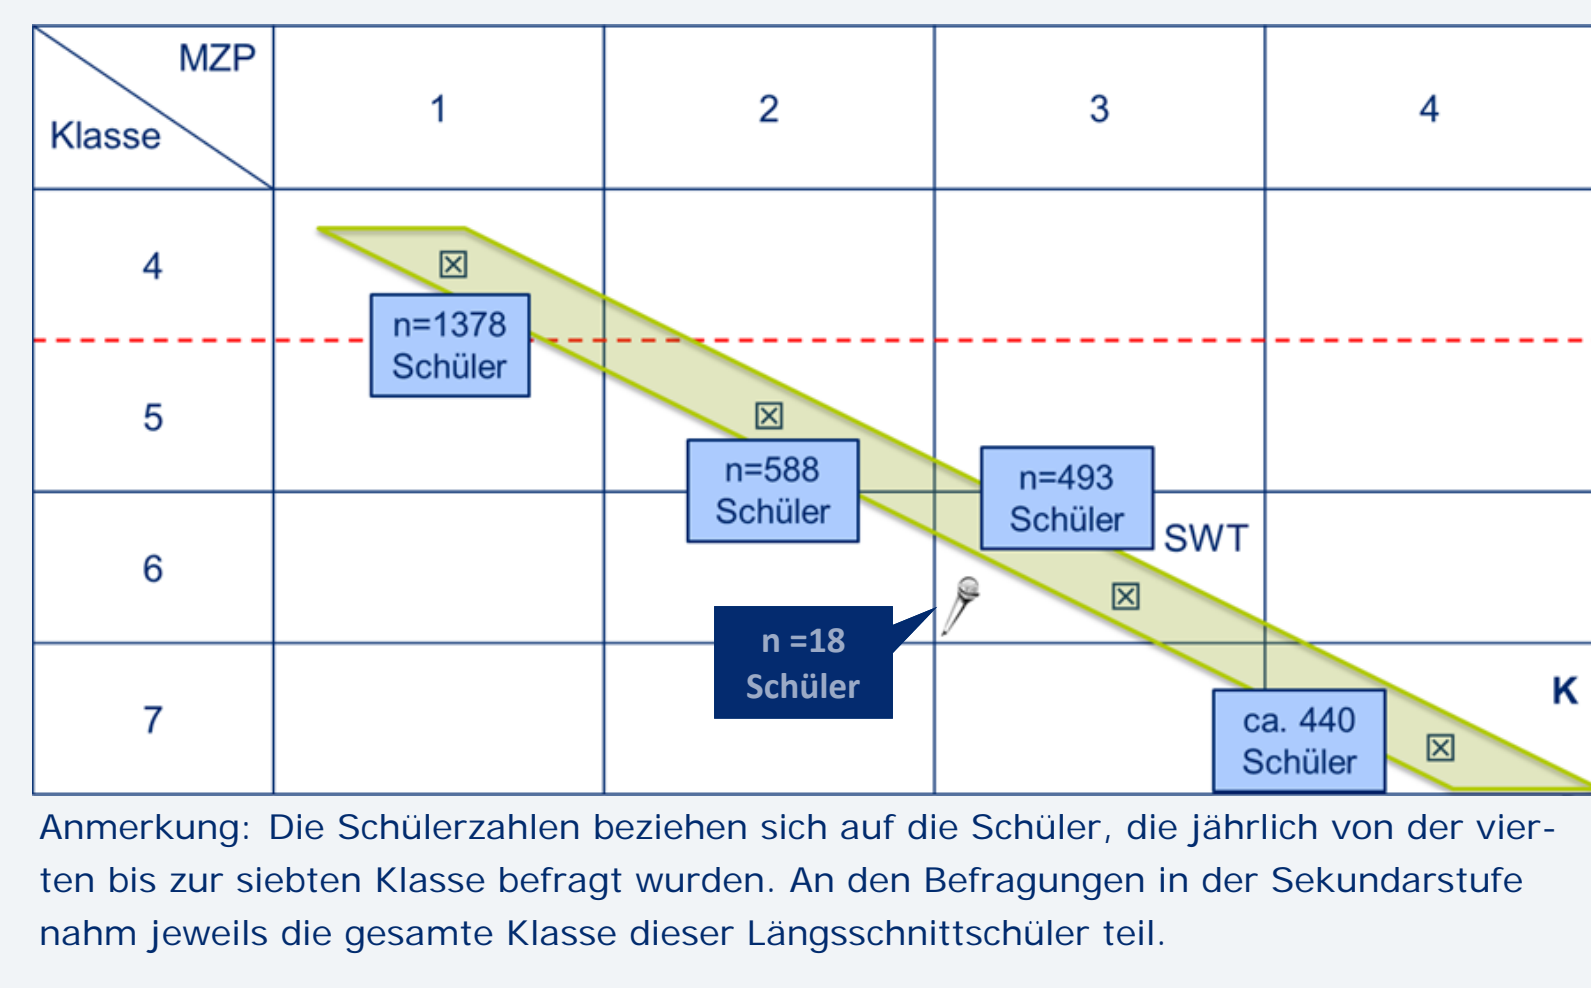 MZP
Klasse
1
2
3
4
4
n=1378
Schüler
5
n=588
Schüler
n=493
Schüler
SWT
6
n =18
Schüler
7
K
ca. 440
Schüler
Anmerkung: Die Schülerzahlen beziehen sich auf die Schüler, die jährlich von der vier-
ten bis zur siebten Klasse befragt wurden. An den Befragungen in der Sekundarstufe
nahm jeweils die gesamte Klasse dieser Längsschnittschüler teil.